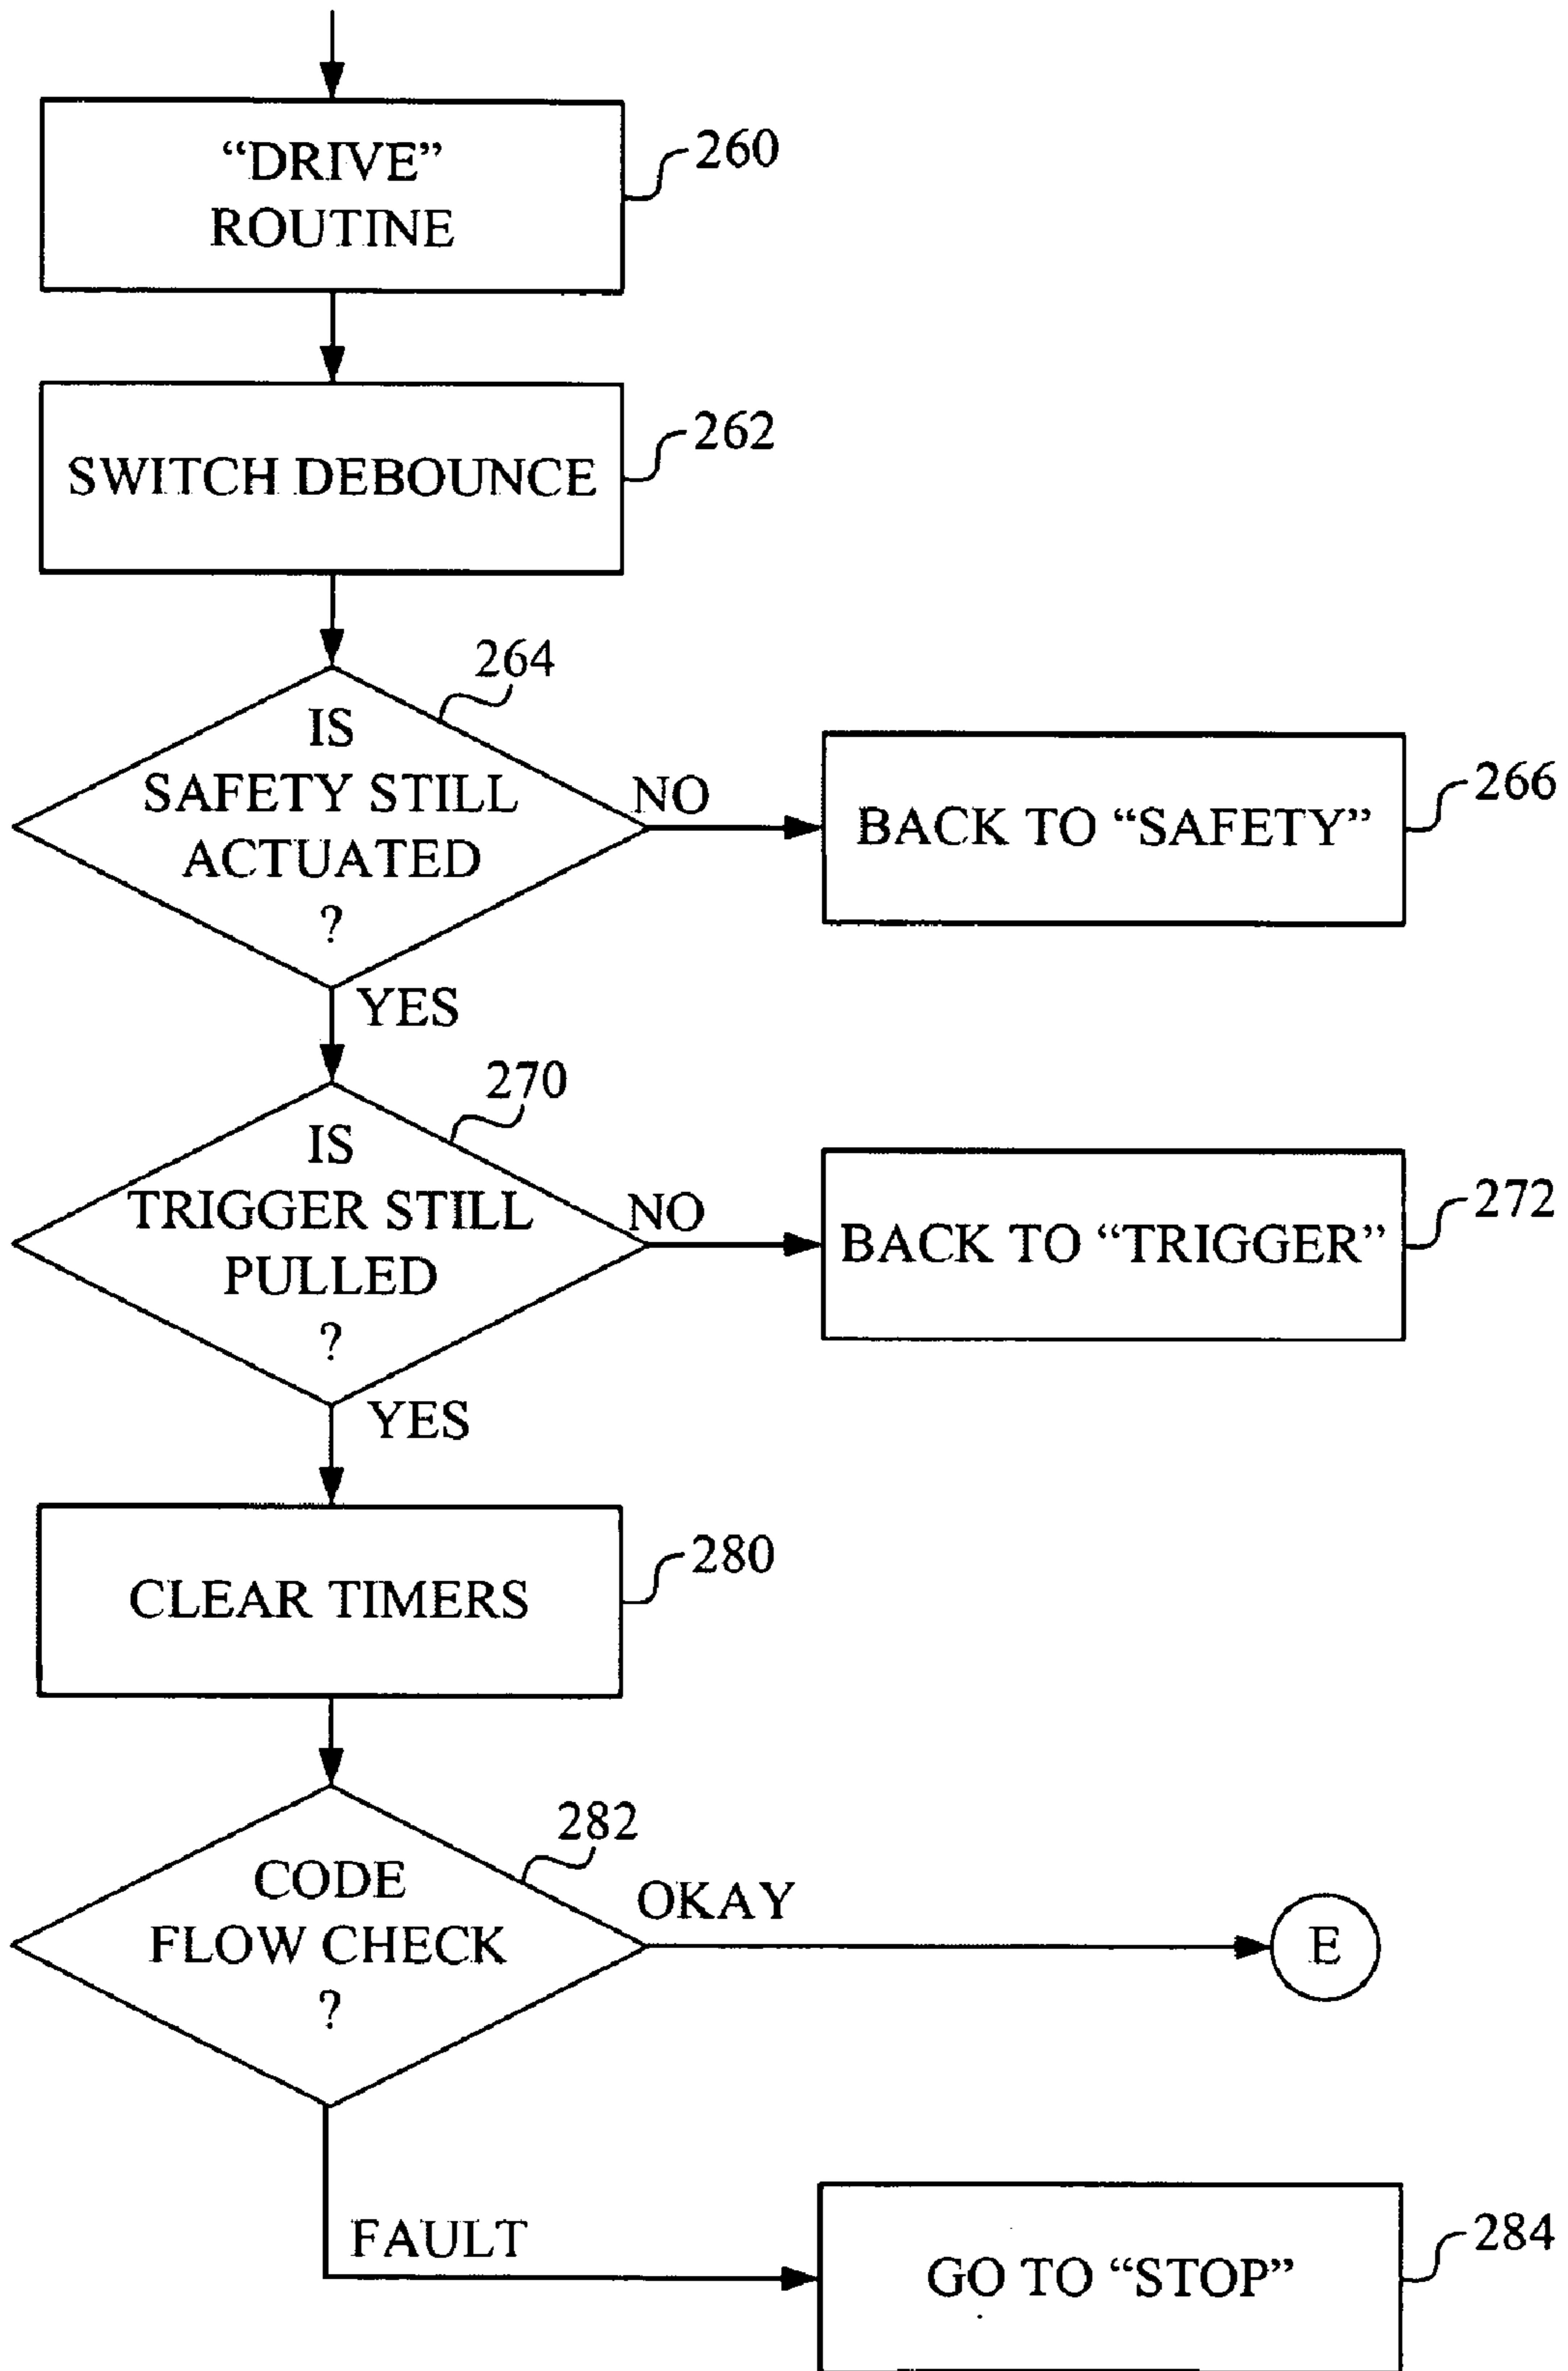 “DRIVE”
ROUTINE
260
SWITCH DEBOUNCE
262
264
IS
SAFETY STILL
ACTUATED
?
NO
BACK TO “SAFETY”
266
YES
270
IS
TRIGGER STILL
PULLED
?
NO
BACK TO “TRIGGER”
272
YES
CLEAR TIMERS
280
282
CODE
FLOW CHECK
?
OKAY
E
FAULT
GO TO “STOP”
284